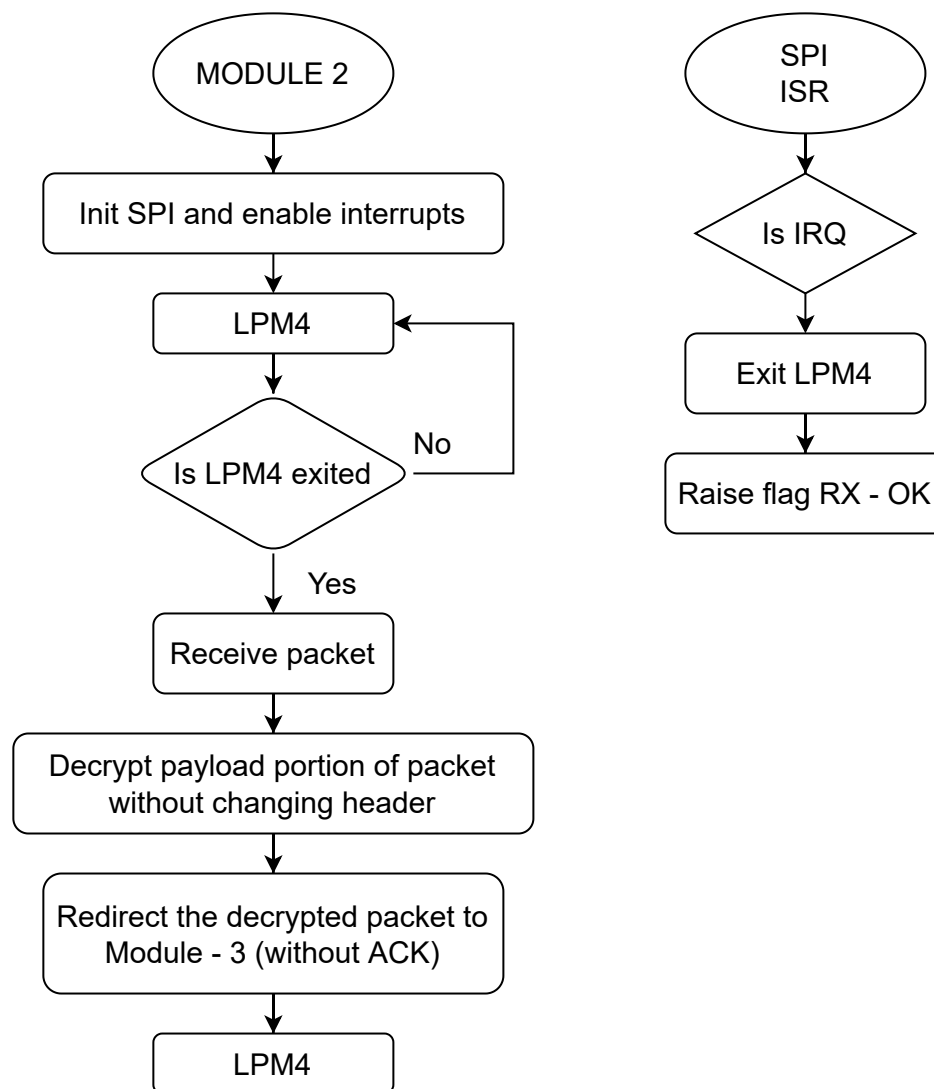 MODULE 2
Init SPI and enable interrupts
LPM4
Is LPM4 exited
No
Yes
Receive packet
Decrypt payload portion of packet
without changing header
Redirect the decrypted packet to
Module - 3 (without ACK)
LPM4
SPI
ISR
Is IRQ
Exit LPM4
Raise flag RX - OK